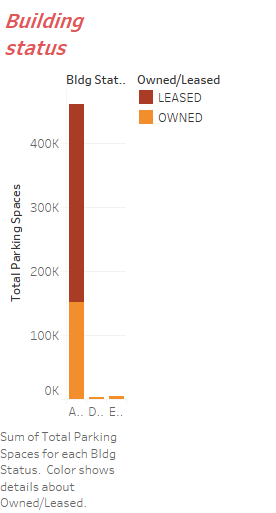 Building
status
Bldg Stat..
Owned/Leased
LEASED
OWNED
400K
300K
200K
100K
0K
Total Parking Spaces
A.. D.. E..
Sum of Total Parking
Spaces for each Bldg
Status. Color shows
details about
Owned/Leased.